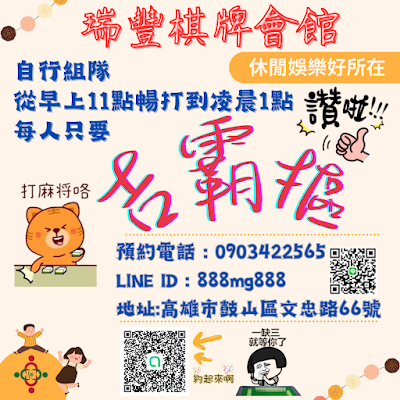 瑞豐棋牌會館
休閒娛樂好所在
自行組隊
從早上11點暢打到凌晨1點
每人只要
讚啦!!!
打麻将咯
預約電話：0903422565
LINE ID：888mg888
地址:高雄市鼓山區文忠路66號
一缺三
就等你了
約起來啊